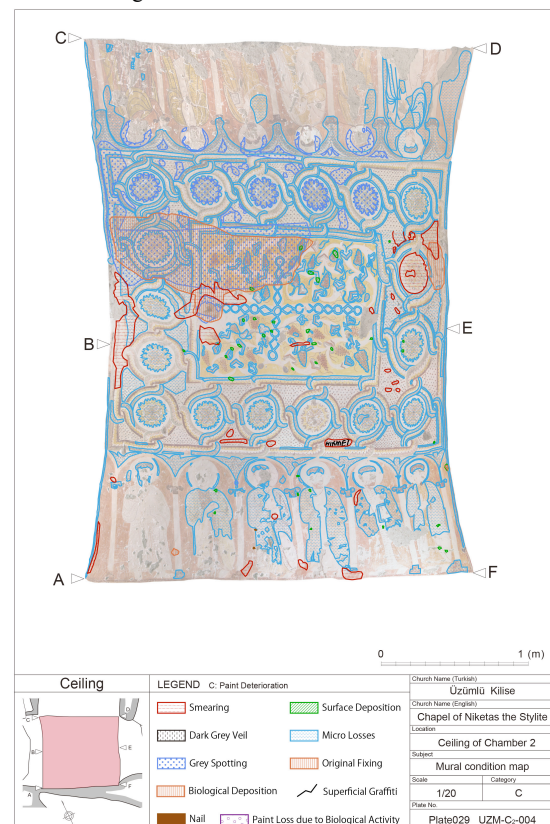 C
D
B
E
A
F
0
1 (m)
Ceiling
LEGEND C: Paint Deterioration
Smearing
Surface Deposition
Dark Grey Veil
Micro Losses
Grey Spotting
Original Fixing
Biological Deposition
Superficial Graffiti
Nail
Paint Loss due to Biological Activity
C
D
B
E
A
F
Church Name (Turkish)
Üzümlü Kilise
Church Name (English)
Chapel of Niketas the Stylite
Location
Ceiling of Chamber 2
Subject
Mural condition map
Scale
Category
1/20
C
Plate No.
Plate029 UZM-C2-004